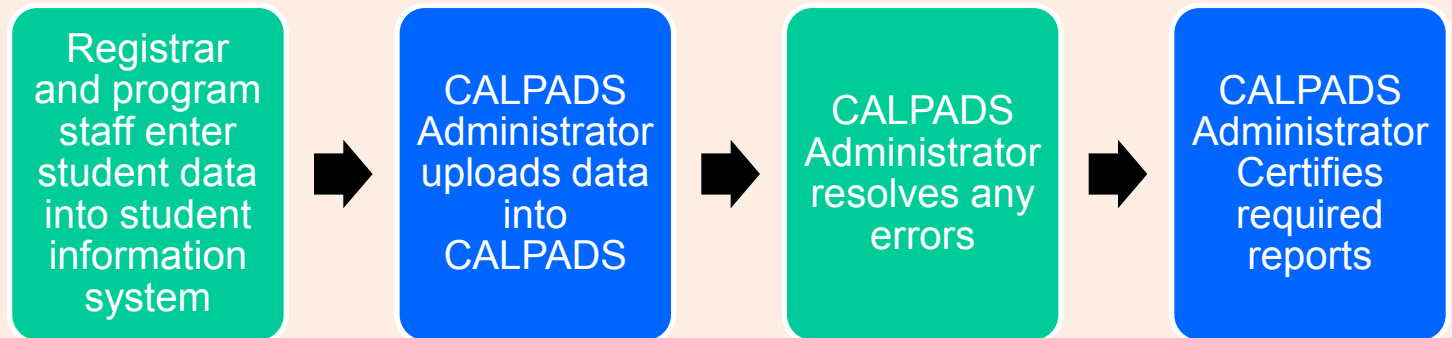 Registrar
and program
staff enter
student data
into student
information
system
CALPADS
Administrator
uploads data
into
CALPADS
CALPADS
Administrator
resolves any
errors
CALPADS
Administrator
Certifies
required
reports